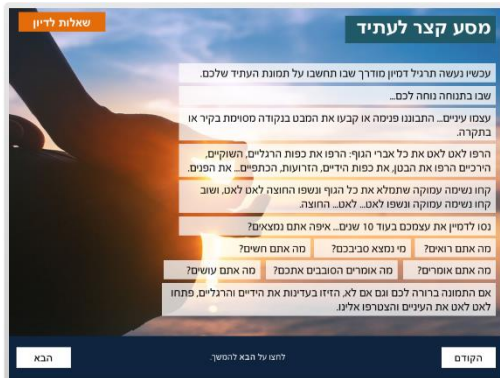 שאלות לדיון
מסע קצר לעתיד
עכשיו נעשה תרגיל דמיון מודרך שבו תחשבו על תמונת העתיד שלכם.
שבו בתנוחה נוחה לכם...
עצמו עיניים... התבוננו פנימה או קבעו את המבט בנקודה מסוימת בקיר או
בתקרה.
הרפו לאט לאט את כל אברי הגוף: הרפו את כפות הרגליים, השוקיים,
הירכיים הרפו את הבטן, את כפות הידיים, הזרועות, הכתפיים... את הפנים.
קחו נשימה עמוקה שתמלא את כל הגוף ונשפו החוצה לאט לאט, ושוב
קחו נשימה עמוקה ונשפו לאט... לאט... החוצה.
נסו לדמיין את עצמכם בעוד 10 שנים... איפה אתם נמצאים?
מה אתם רואים? מי נמצא סביבכם? מה אתם חשים?
מה אתם אומרים? מה אומרים הסובבים אתכם? מה אתם עושים?
אם התמונה ברורה לכם וגם אם לא, הזיזו בעדינות את הידיים והרגליים, פתחו
לאט לאט את העיניים והצטרפו אלינו.
הקודם
לחצו על הבא להמשך.
הבא